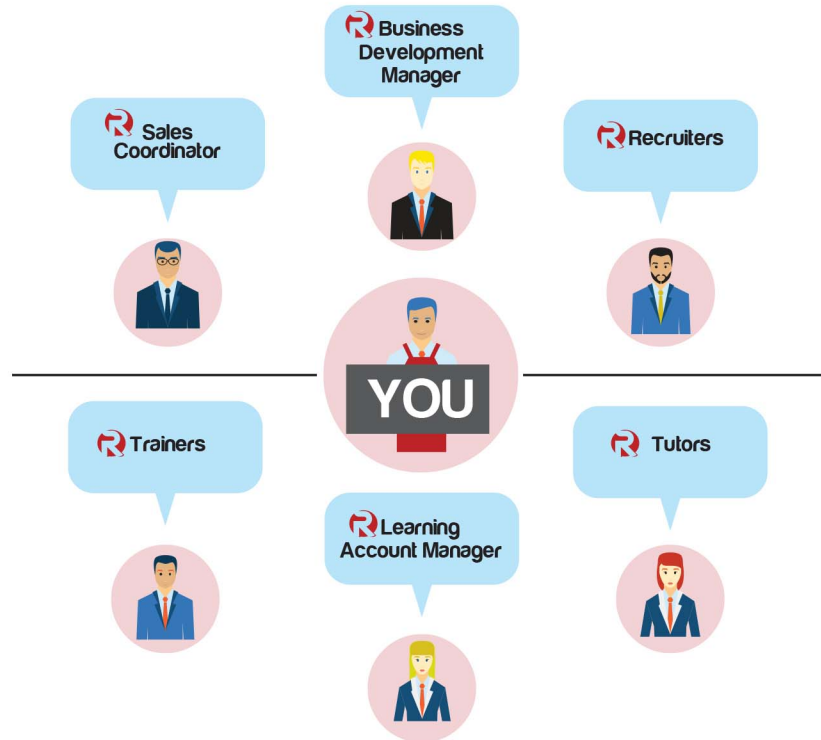 Business
Development
Manager
Sales
Coordinator
Recruiters
YOU
Trainers
Tutors
Learning
Account Manager